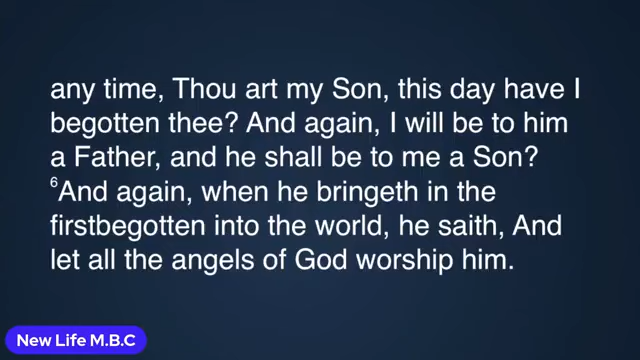 any time, Thou art my Son, this day have I
begotten thee? And again, I will be to him
a Father, and he shall be to me a Son?
⁶And again, when he bringeth in the
firstbegotten into the world, he saith, And
let all the angels of God worship him.
New Life M.B.C